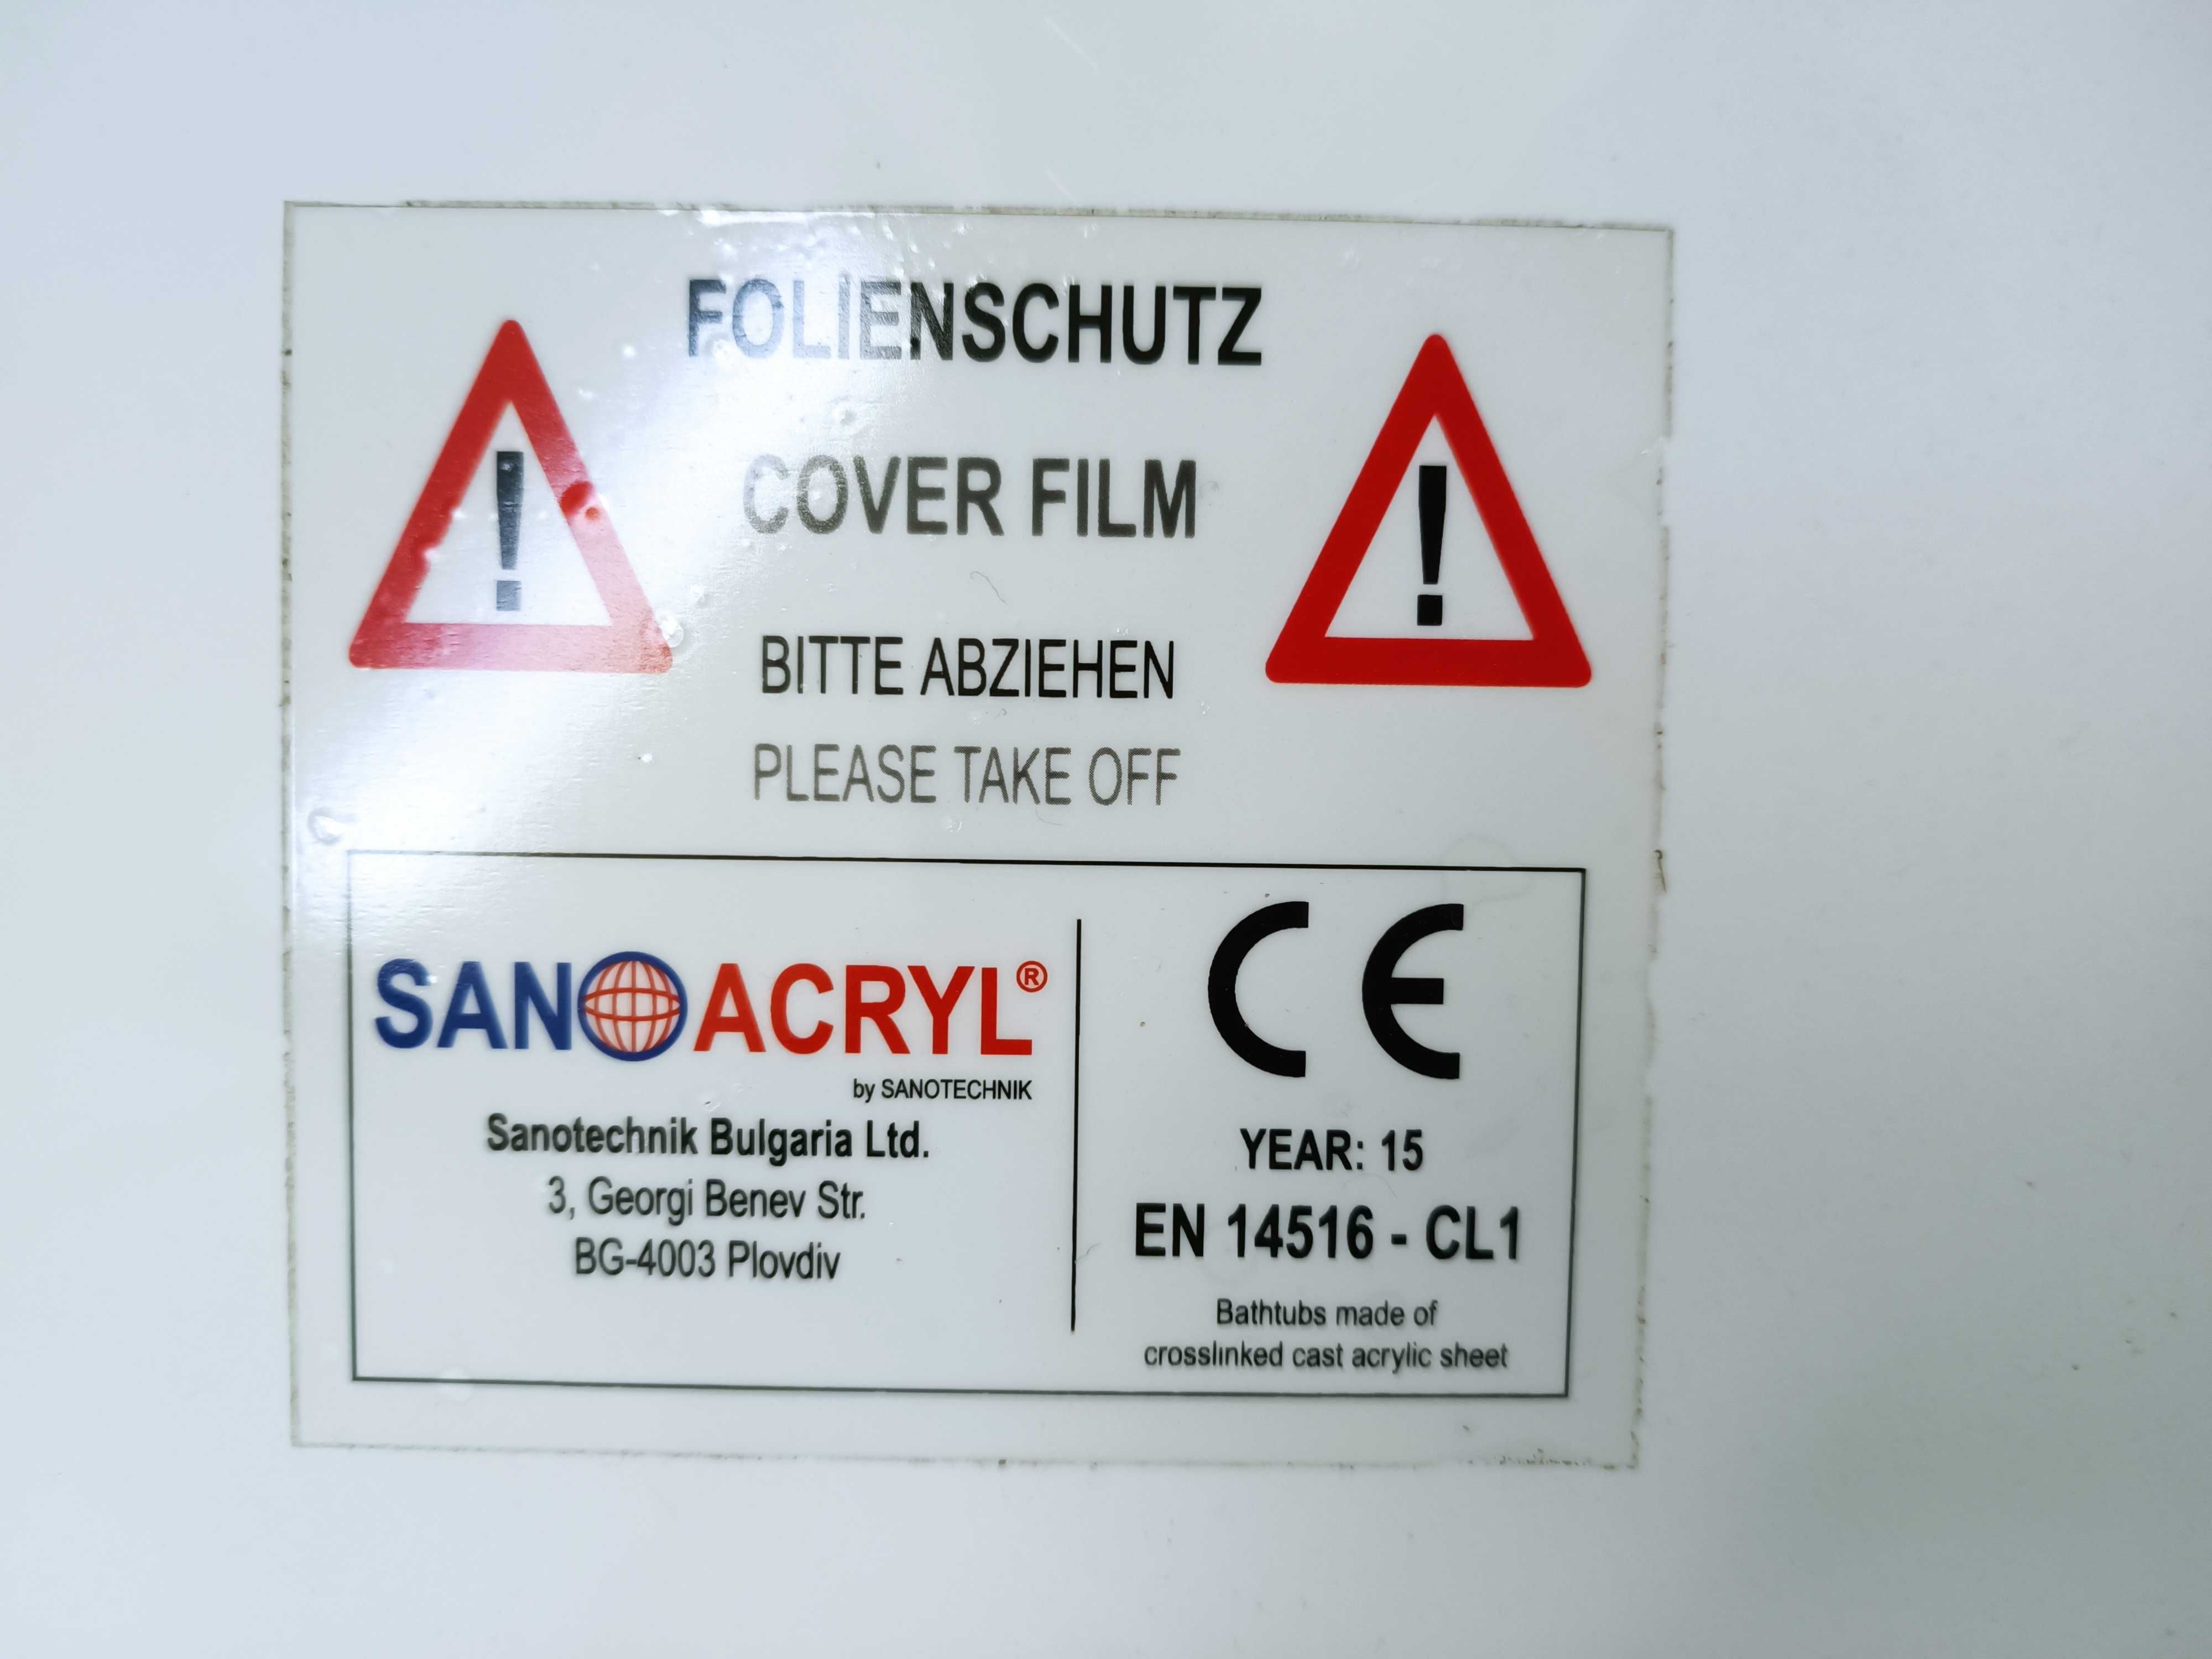 FOLIENSCHUTZ
COVER FILM
BITTE ABZIEHEN
PLEASE TAKE OFF
SANOACRYL®
by SANOTECHNIK
Sanotechnik Bulgaria Ltd.
3, Georgi Benev Str.
BG-4003 Plovdiv
CE
YEAR: 15
EN 14516 - CL1
Bathtubs made of
crosslinked cast acrylic sheet